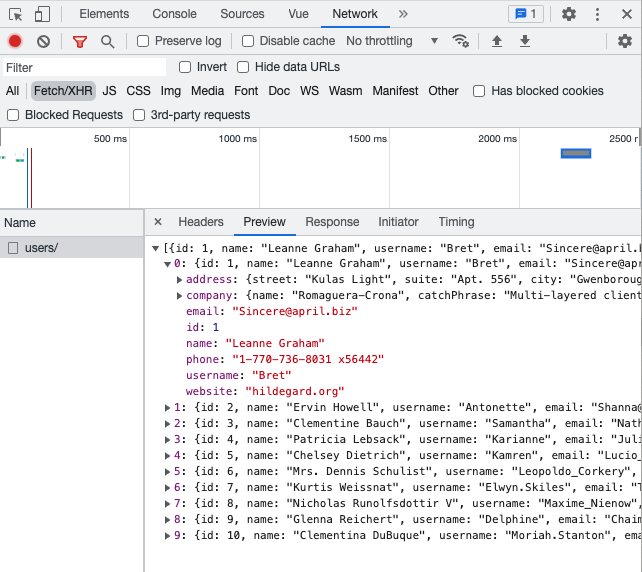 Elements Console Sources Vue Network » 1
Preserve log Disable cache No throttling
Filter Invert Hide data URLs
All Fetch/XHR JS CSS Img Media Font Doc WS Wasm Manifest Other Has blocked cookies
Blocked Requests 3rd-party requests
500 ms 1000 ms 1500 ms 2000 ms 2500 r
Name × Headers Preview Response Initiator Timing
users/
[{id: 1, name: "Leanne Graham", username: "Bret", email: "Sincere@april.b
0: {id: 1, name: "Leanne Graham", username: "Bret", email: "Sincere@apr
address: {street: "Kulas Light", suite: "Apt. 556", city: "Gwenboroug
company: {name: "Romaguera-Crona", catchPhrase: "Multi-layered client
email: "Sincere@april.biz"
id: 1
name: "Leanne Graham"
phone: "1-770-736-8031 x56442"
username: "Bret"
website: "hildegard.org"
1: {id: 2, name: "Ervin Howell", username: "Antonette", email: "Shanna@
2: {id: 3, name: "Clementine Bauch", username: "Samantha", email: "Nath
3: {id: 4, name: "Patricia Lebsack", username: "Karianne", email: "Juli
4: {id: 5, name: "Chelsey Dietrich", username: "Kamren", email: "Lucio_
5: {id: 6, name: "Mrs. Dennis Schulist", username: "Leopoldo_Corkery",
6: {id: 7, name: "Kurtis Weissnat", username: "Elwyn.Skiles", email: "T
7: {id: 8, name: "Nicholas Runolfsdottir V", username: "Maxime_Nienow",
8: {id: 9, name: "Glenna Reichert", username: "Delphine", email: "Chaim
9: {id: 10, name: "Clementina DuBuque", username: "Moriah.Stanton", ema